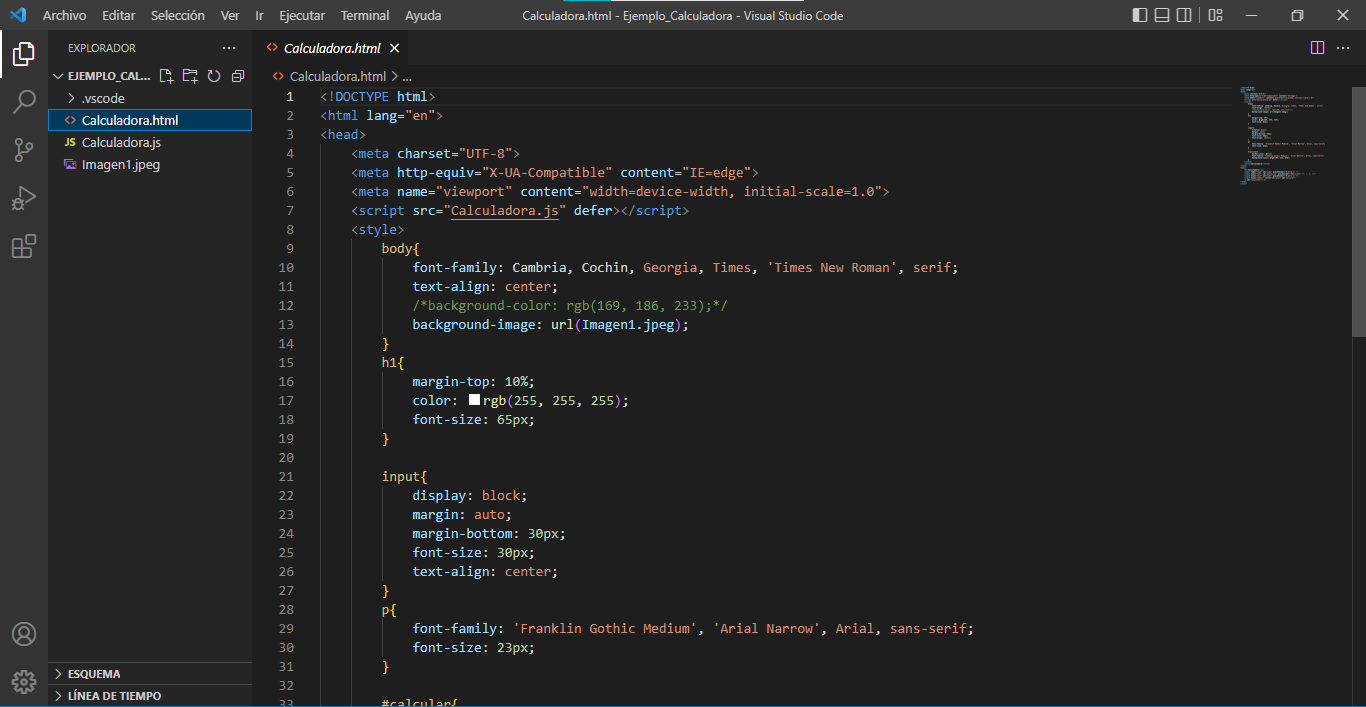 Archivo Editar Selección Ver Ir Ejecutar Terminal Ayuda
Calculadora.html - Ejemplo_Calculadora - Visual Studio Code
EXPLORADOR
EJEMPLO_CAL...
.vscode
Calculadora.html
JS Calculadora.js
Imagen1.jpeg
ESQUEMA
LÍNEA DE TIEMPO
Calculadora.html
Calculadora.html > ...
1 <!DOCTYPE html>
2 <html lang="en">
3 <head>
4 <meta charset="UTF-8">
5 <meta http-equiv="X-UA-Compatible" content="IE=edge">
6 <meta name="viewport" content="width=device-width, initial-scale=1.0">
7 <script src="Calculadora.js" defer></script>
8 <style>
9 body{
10 font-family: Cambria, Cochin, Georgia, Times, 'Times New Roman', serif;
11 text-align: center;
12 /*background-color: rgb(169, 186, 233);*/
13 background-image: url(Imagen1.jpeg);
14 }
15 h1{
16 margin-top: 10%;
17 color: rgb(255, 255, 255);
18 font-size: 65px;
19 }
20
21 input{
22 display: block;
23 margin: auto;
24 margin-bottom: 30px;
25 font-size: 30px;
26 text-align: center;
27 }
28 p{
29 font-family: 'Franklin Gothic Medium', 'Arial Narrow', Arial, sans-serif;
30 font-size: 23px;
31 }
32
33 #calcular{